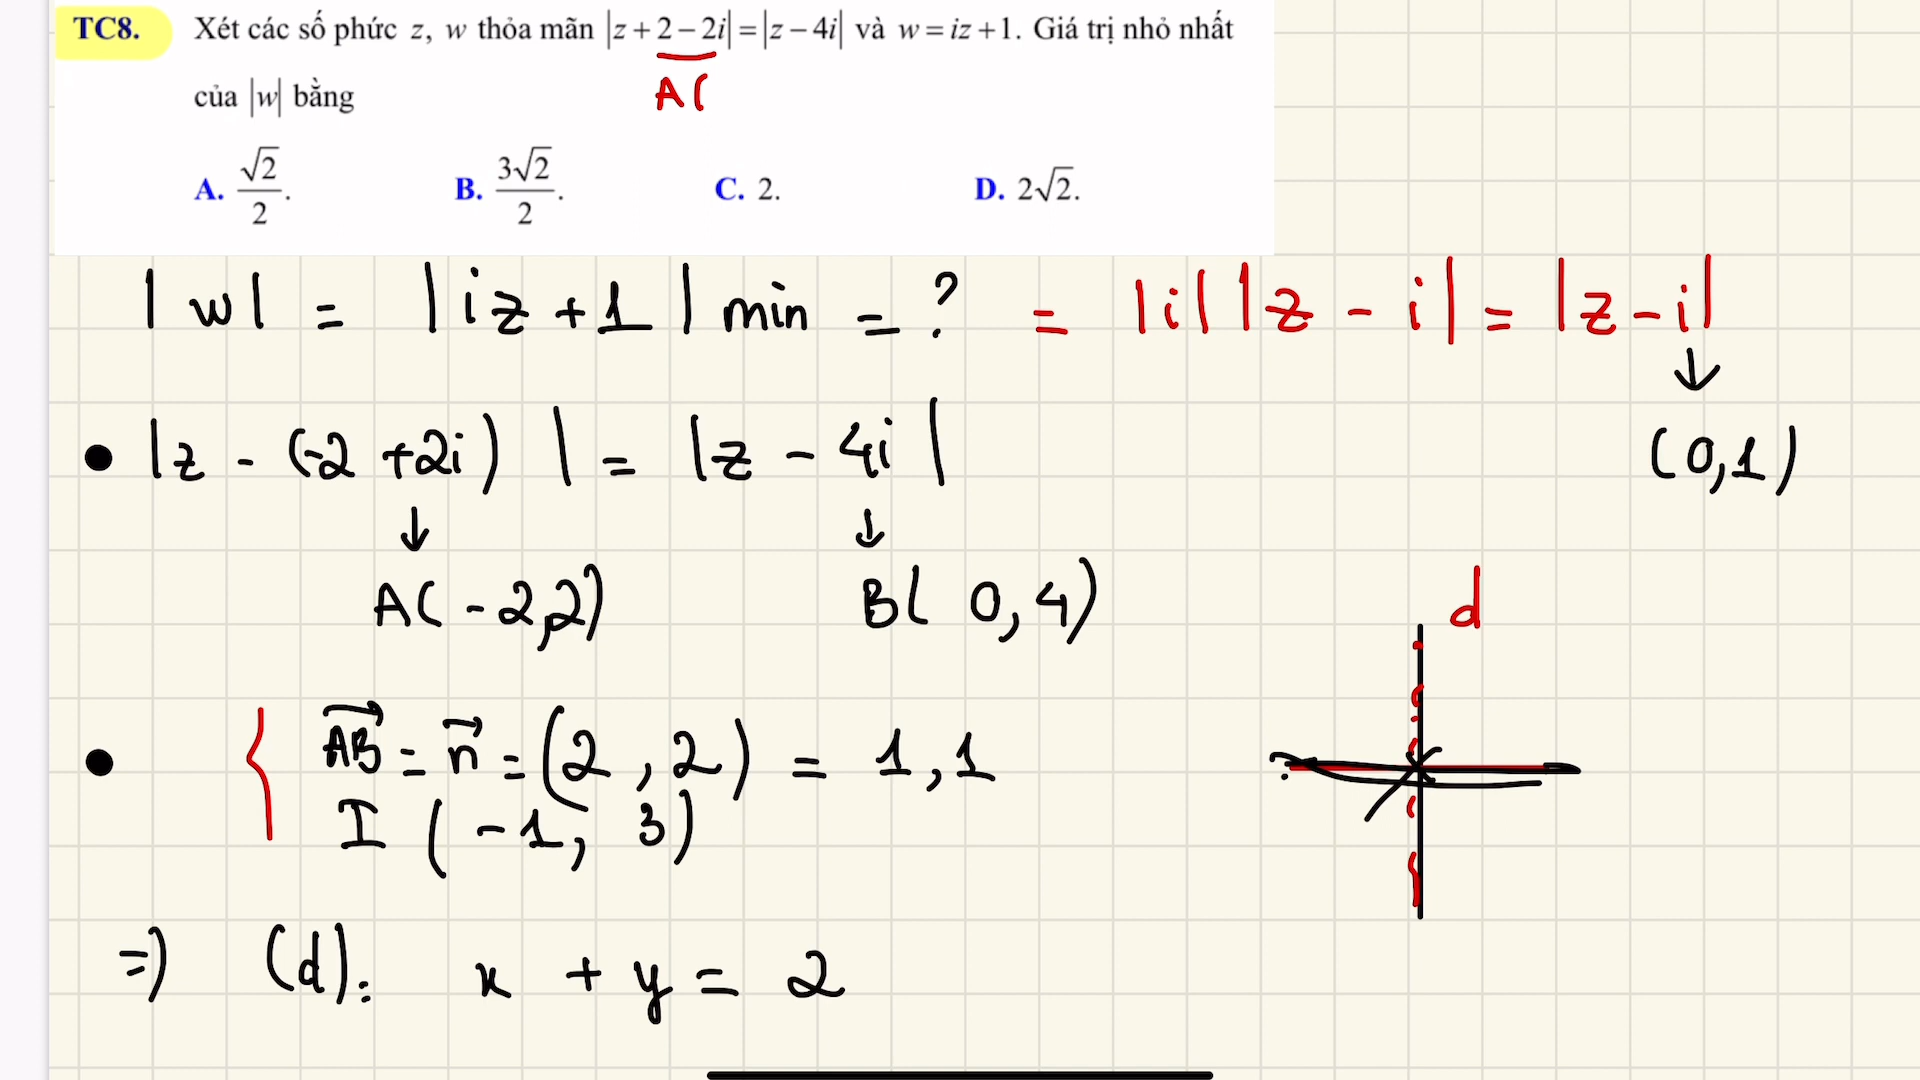 TC8. Xét các số phức z, w thỏa mãn |z + 2 − 2i| = |z − 4i| và w = iz + 1. Giá trị nhỏ nhất
A(
của |w| bằng
A. √2/2. B. 3√2/2. C. 2. D. 2√2.
|w| = |iz + 1| min = ? = |i||z - i| = |z - i|
↓
• |z - (-2 + 2i)| = |z - 4i| (0,1)
↓ ↓
A(-2,2) B(0,4)
d
• { AB⃗ = n⃗ = (2, 2) = 1,1
I(-1; 3)
?
=> (d): x + y = 2